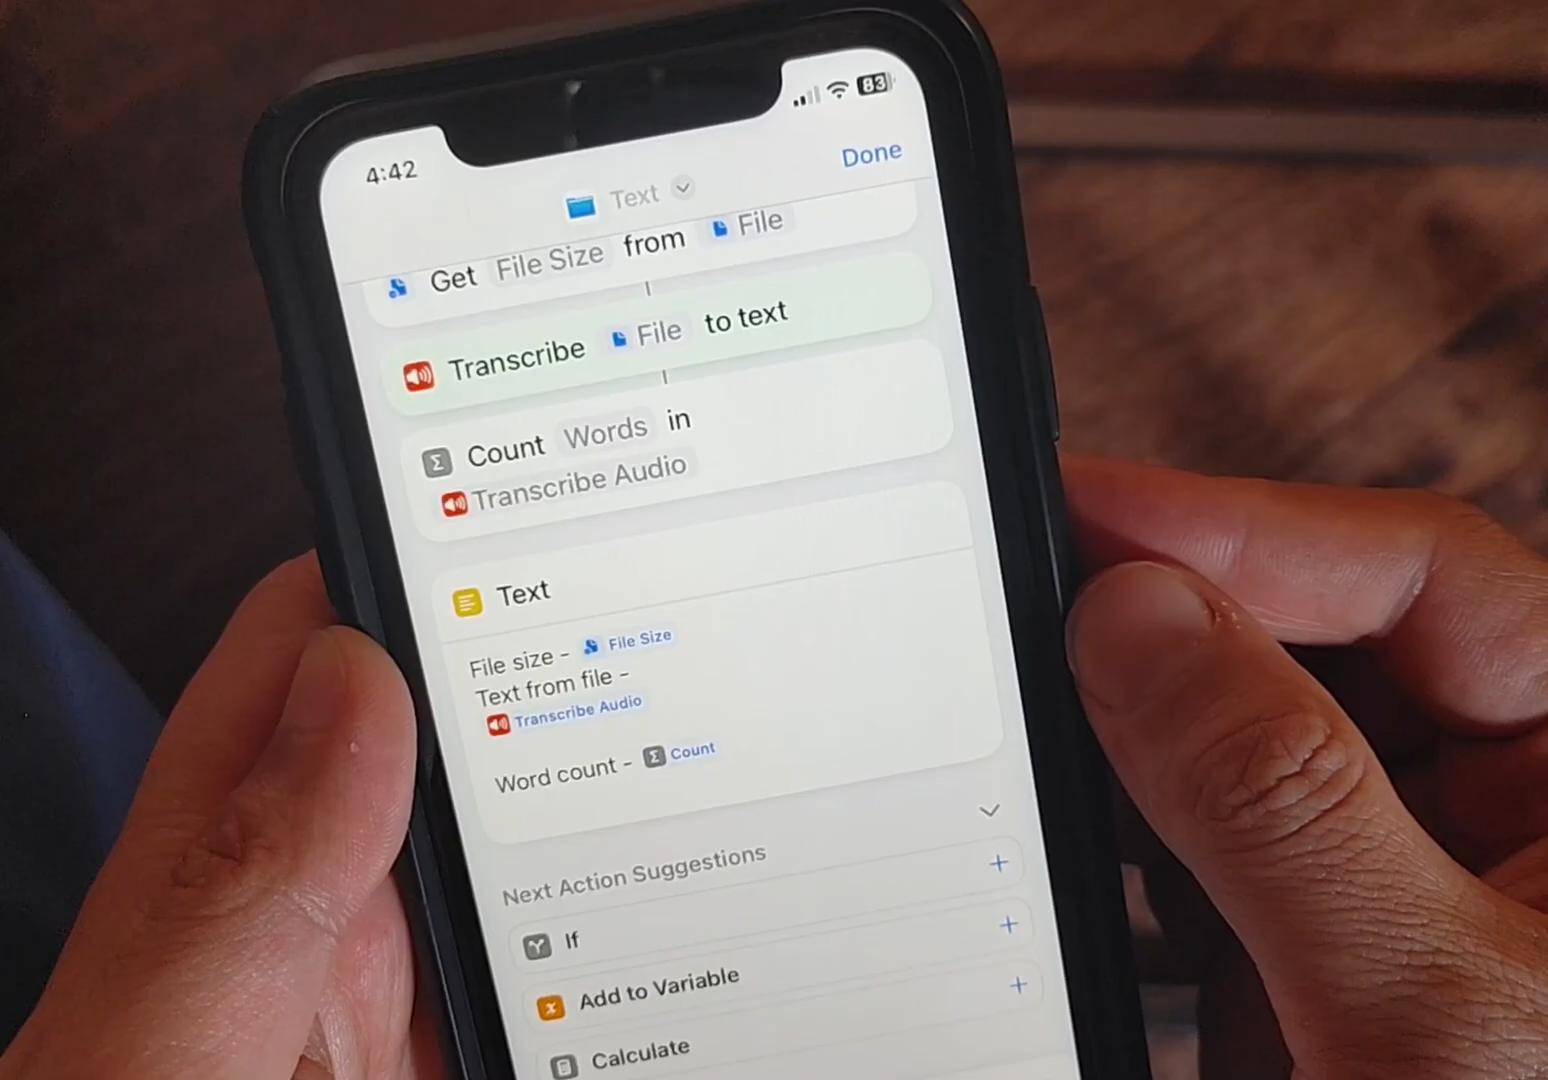 4:42
83
Text
Done
Get File Size from File
Transcribe File to text
Count Words in
Transcribe Audio
Text
File size - File Size
Text from file -
Transcribe Audio
Word count - Count
Next Action Suggestions
If
Add to Variable
Calculate